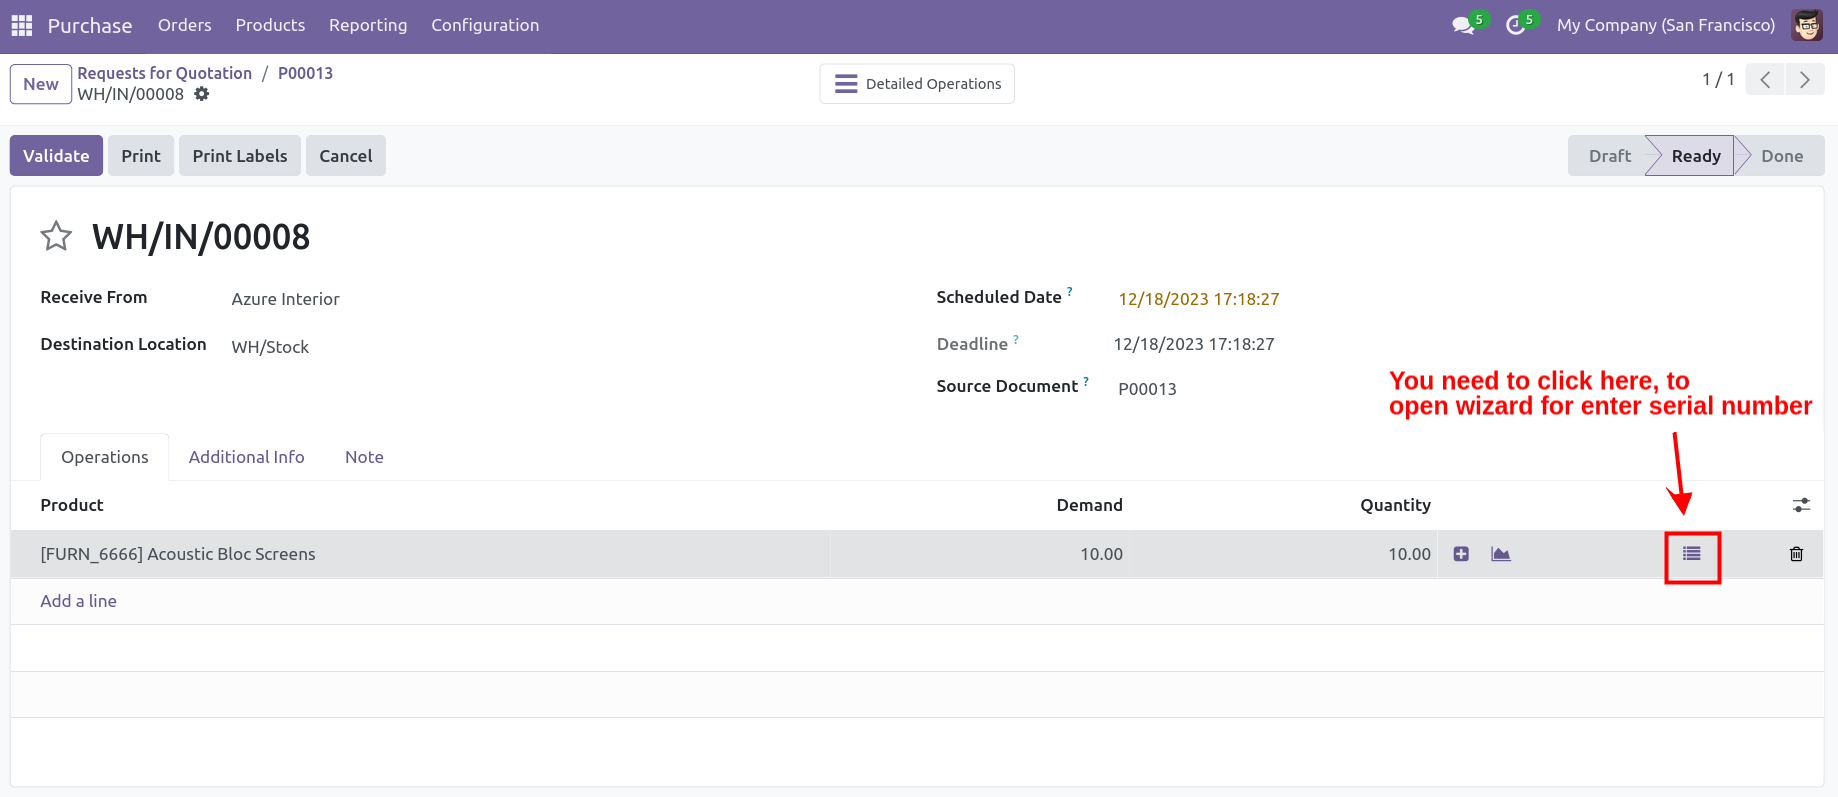 Purchase Orders Products Reporting Configuration 5 5 My Company (San Francisco)
New Requests for Quotation / P00013
WH/IN/00008
Detailed Operations
1 / 1
Validate Print Print Labels Cancel Draft Ready Done
WH/IN/00008
Receive From Azure Interior
Scheduled Date ? 12/18/2023 17:18:27
Destination Location WH/Stock
Deadline ? 12/18/2023 17:18:27
Source Document ? P00013
You need to click here, to
open wizard for enter serial number
Operations Additional Info Note
Product Demand Quantity
[FURN_6666] Acoustic Bloc Screens 10.00 10.00
Add a line